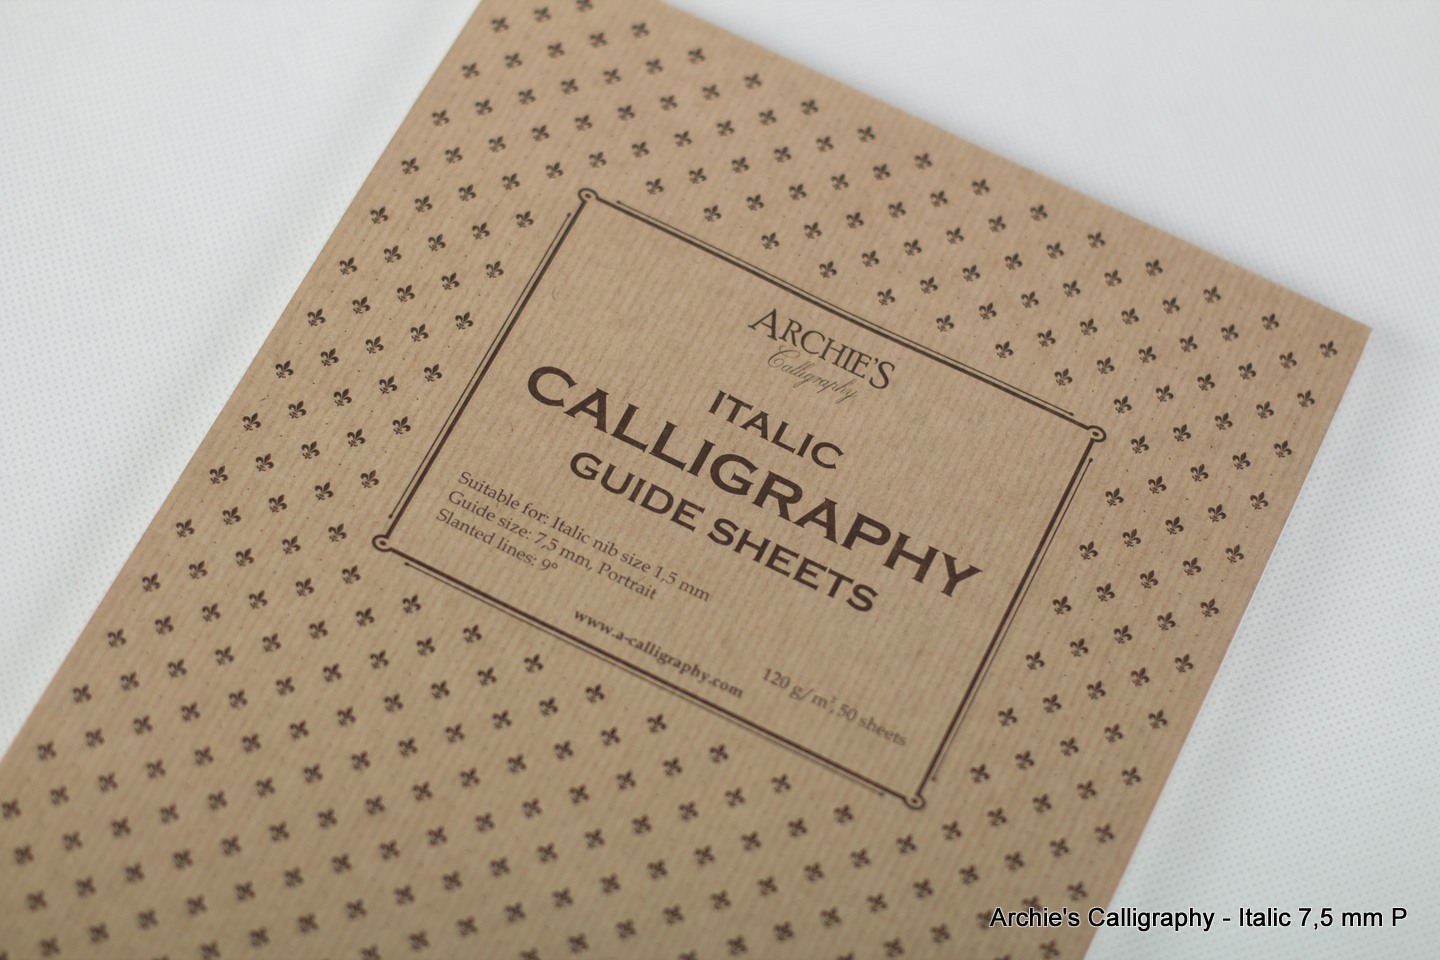 ARCHIE'S
Calligraphy
ITALIC
CALLIGRAPHY
GUIDE SHEETS
Suitable for: Italic nib size 1,5 mm
Guide size: 7,5 mm, Portrait
Slanted lines: 9°
www.a-calligraphy.com
120 g/m², 50 sheets
Archie's Calligraphy - Italic 7,5 mm P